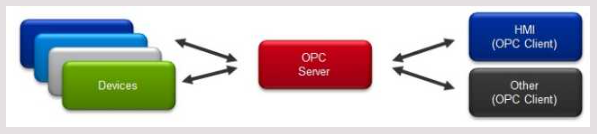 Devices
OPC
Server
HMI
(OPC Client)
Other
(OPC Client)